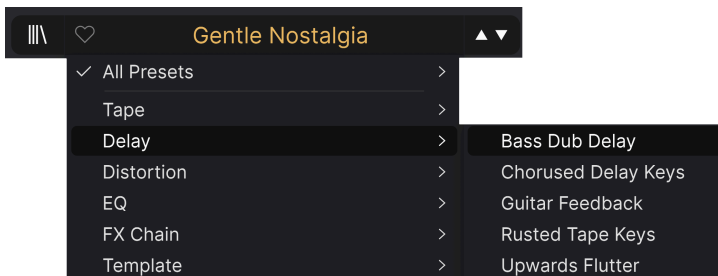 Gentle Nostalgia
All Presets
Tape
Delay
Distortion
EQ
FX Chain
Template
Bass Dub Delay
Chorused Delay Keys
Guitar Feedback
Rusted Tape Keys
Upwards Flutter